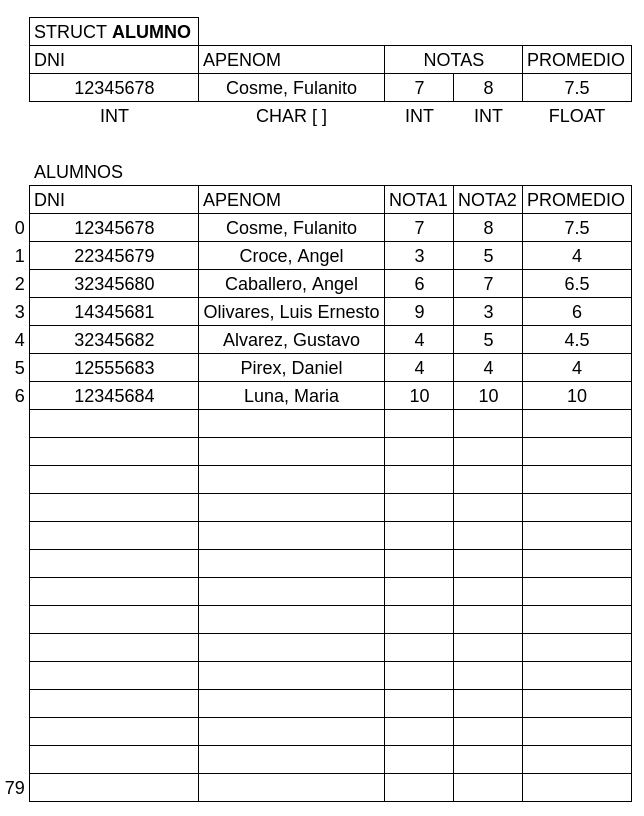 STRUCT ALUMNO
DNI APENOM NOTAS PROMEDIO
12345678 Cosme, Fulanito 7 8 7.5
INT CHAR [ ] INT INT FLOAT
ALUMNOS
DNI APENOM NOTA1 NOTA2 PROMEDIO
0 12345678 Cosme, Fulanito 7 8 7.5
1 22345679 Croce, Angel 3 5 4
2 32345680 Caballero, Angel 6 7 6.5
3 14345681 Olivares, Luis Ernesto 9 3 6
4 32345682 Alvarez, Gustavo 4 5 4.5
5 12555683 Pirex, Daniel 4 4 4
6 12345684 Luna, Maria 10 10 10
79